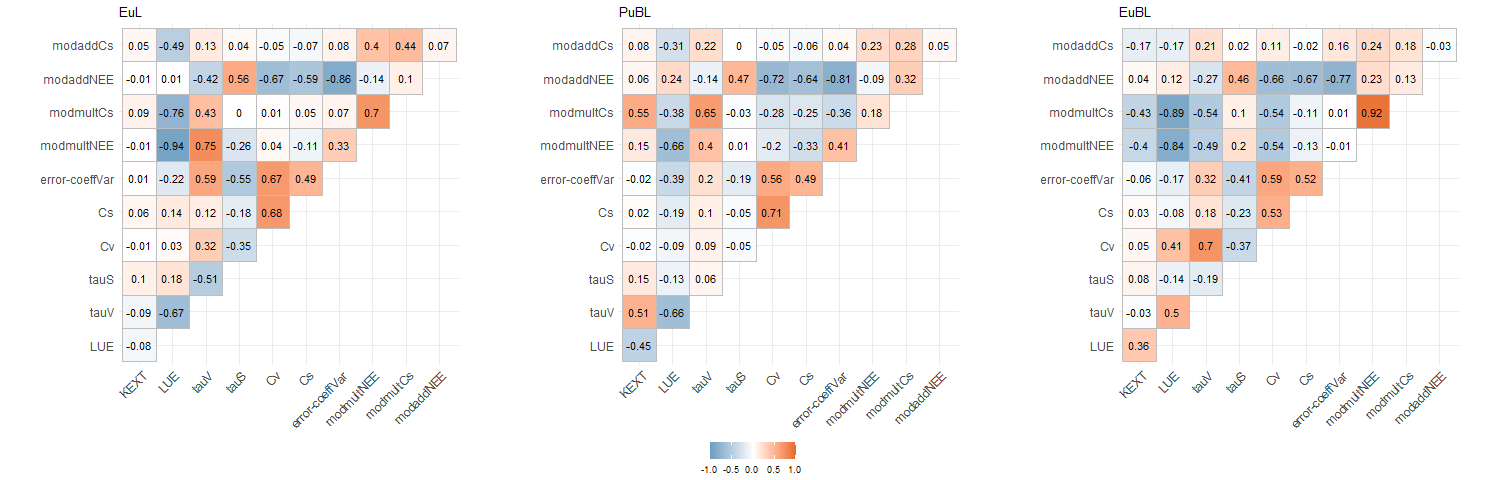 EuL
modaddCs 0.05 -0.49 0.13 0.04 -0.05 -0.07 0.08 0.4 0.44 0.07
modaddNEE -0.01 0.01 -0.42 0.56 -0.67 -0.59 -0.86 -0.14 0.1
modmultCs 0.09 -0.76 0.43 0 0.01 0.05 0.07 0.7
modmultNEE -0.01 -0.94 0.75 -0.26 0.04 -0.11 0.33
error-coeffVar 0.01 -0.22 0.59 -0.55 0.67 0.49
Cs 0.06 0.14 0.12 -0.18 0.68
Cv -0.01 0.03 0.32 -0.35
tauS 0.1 0.18 -0.51
tauV -0.09 -0.67
LUE -0.08
KEXT LUE tauV tauS Cv Cs error-coeffVar modmultNEE modmultCs modaddNEE
PuBL
0.08 -0.31 0.22 0 -0.05 -0.06 0.04 0.23 0.28 0.05
modaddCs
modaddNEE 0.06 0.24 -0.14 0.47 -0.72 -0.64 -0.81 -0.09 0.32
modmultCs 0.55 -0.38 0.65 -0.03 -0.28 -0.25 -0.36 0.18
modmultNEE 0.15 -0.66 0.4 0.01 -0.2 -0.33 0.41
error-coeffVar -0.02 -0.39 0.2 -0.19 0.56 0.49
Cs 0.02 -0.19 0.1 -0.05 0.71
Cv -0.02 -0.09 0.09 -0.05
tauS 0.15 -0.13 0.06
tauV 0.51 -0.66
LUE -0.45
KEXT LUE tauV tauS Cv Cs error-coeffVar modmultNEE modmultCs modaddNEE
EuBL
modaddCs -0.17 -0.17 0.21 0.02 0.11 -0.02 0.16 0.24 0.18 -0.03
modaddNEE 0.04 0.12 -0.27 0.46 -0.66 -0.67 -0.77 0.23 0.13
modmultCs -0.43 -0.89 -0.54 0.1 -0.54 -0.11 0.01 0.92
modmultNEE -0.4 -0.84 -0.49 0.2 -0.54 -0.13 -0.01
error-coeffVar -0.06 -0.17 0.32 -0.41 0.59 0.52
Cs 0.03 -0.08 0.18 -0.23 0.53
Cv 0.05 0.41 0.7 -0.37
tauS 0.08 -0.14 -0.19
tauV -0.03 0.5
LUE 0.36
KEXT LUE tauV tauS Cv Cs error-coeffVar modmultNEE modmultCs modaddNEE
-1.0 -0.5 0.0 0.5 1.0